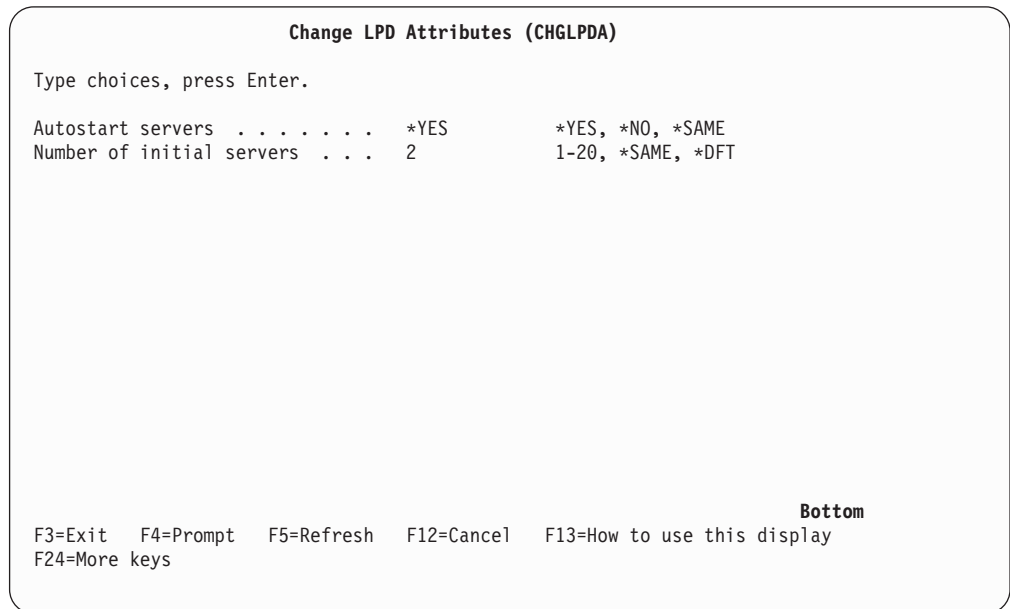 Change LPD Attributes (CHGLPDA)
Type choices, press Enter.
Autostart servers . . . . . . . *YES *YES, *NO, *SAME
Number of initial servers . . . 2 1-20, *SAME, *DFT
Bottom
F3=Exit F4=Prompt F5=Refresh F12=Cancel F13=How to use this display
F24=More keys